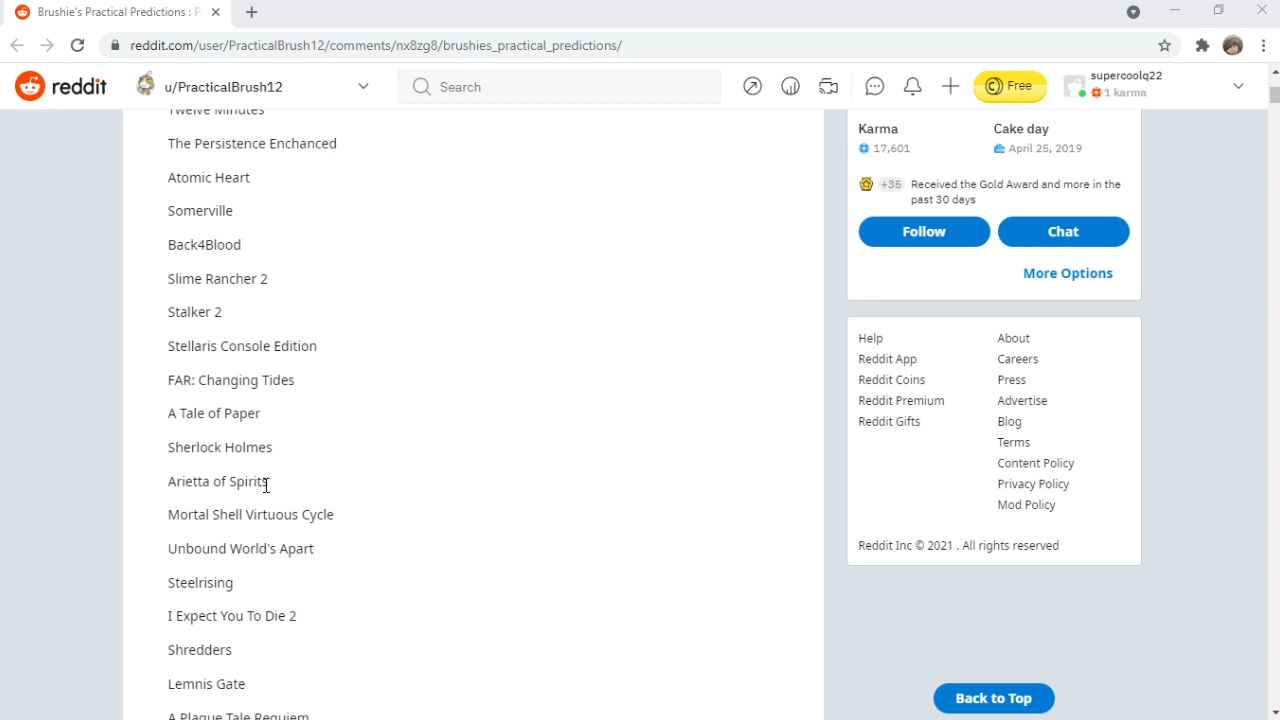 Brushie's Practical Predictions : P
reddit.com/user/PracticalBrush12/comments/nx8zg8/brushies_practical_predictions/
reddit
u/PracticalBrush12
Search
Free
supercoolq22
1 karma
Twelve Minutes
The Persistence Enchanced
Atomic Heart
Somerville
Back4Blood
Slime Rancher 2
Stalker 2
Stellaris Console Edition
FAR: Changing Tides
A Tale of Paper
Sherlock Holmes
Arietta of Spirits
Mortal Shell Virtuous Cycle
Unbound World's Apart
Steelrising
I Expect You To Die 2
Shredders
Lemnis Gate
A Plague Tale Requiem
Karma
Cake day
17,601
April 25, 2019
+35
Received the Gold Award and more in the
past 30 days
Follow
Chat
More Options
Help
About
Reddit App
Careers
Reddit Coins
Press
Reddit Premium
Advertise
Reddit Gifts
Blog
Terms
Content Policy
Privacy Policy
Mod Policy
Reddit Inc © 2021 . All rights reserved
Back to Top